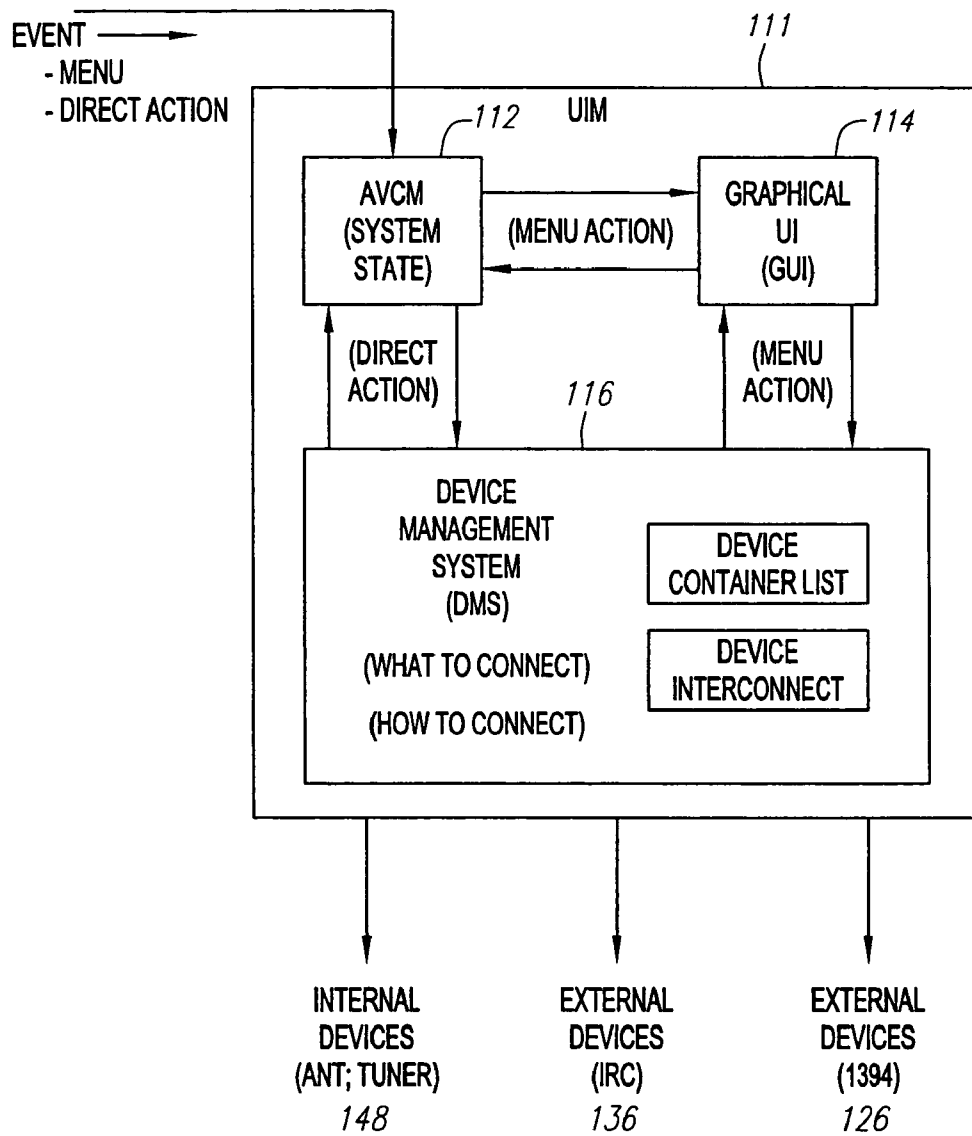 EVENT
- MENU
- DIRECT ACTION
111
UIM
112
114
AVCM
(SYSTEM
STATE)
(MENU ACTION)
GRAPHICAL
UI
(GUI)
(DIRECT
ACTION)
(MENU
ACTION)
116
DEVICE
MANAGEMENT
SYSTEM
(DMS)
(WHAT TO CONNECT)
(HOW TO CONNECT)
DEVICE
CONTAINER LIST
DEVICE
INTERCONNECT
INTERNAL
DEVICES
(ANT; TUNER)
148
EXTERNAL
DEVICES
(IRC)
136
EXTERNAL
DEVICES
(1394)
126